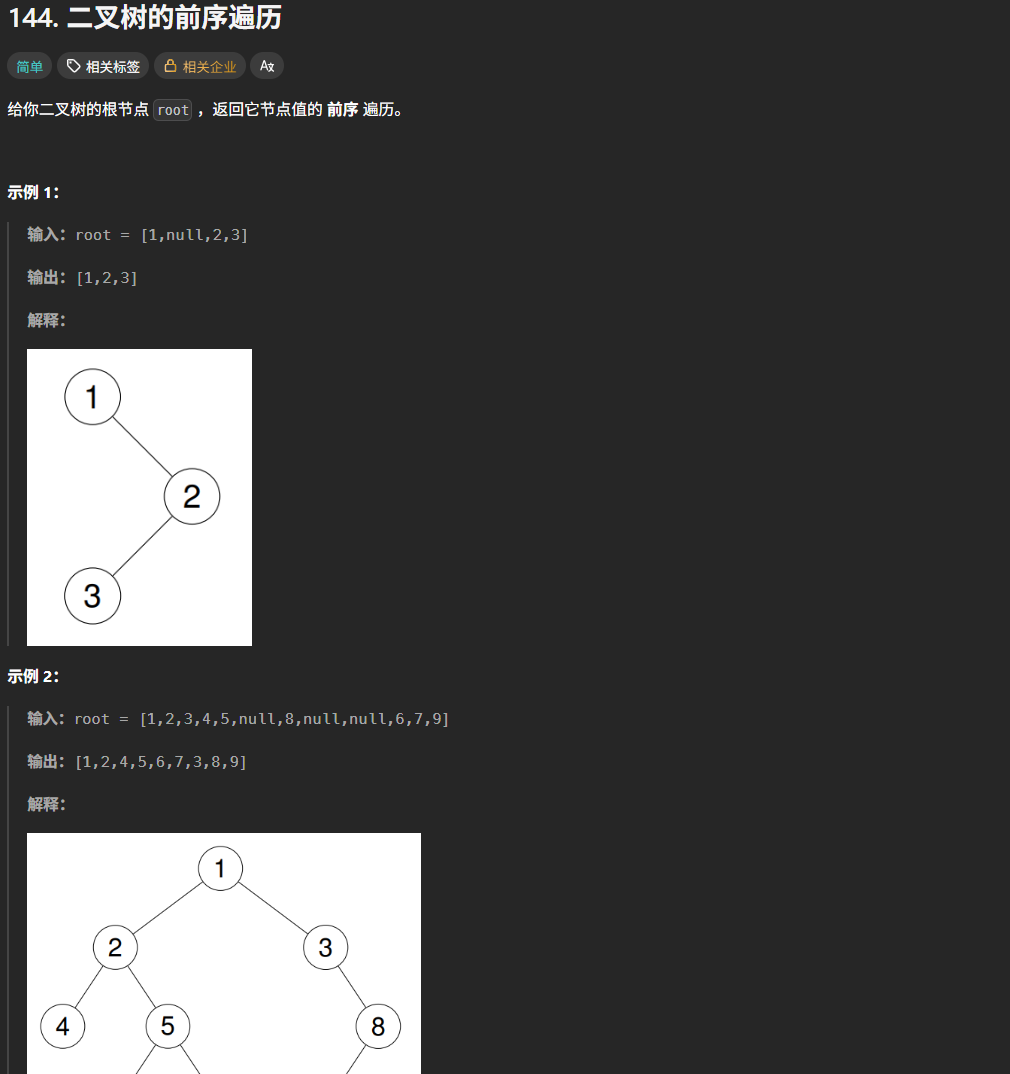 144. 二叉树的前序遍历
简单 相关标签 相关企业 Ax
给你二叉树的根节点 root ，返回它节点值的 前序 遍历。
示例 1：
输入：root = [1,null,2,3]
输出：[1,2,3]
解释：
1
2
3
示例 2：
输入：root = [1,2,3,4,5,null,8,null,null,6,7,9]
输出：[1,2,4,5,6,7,3,8,9]
解释：
1
2 3
4 5 8